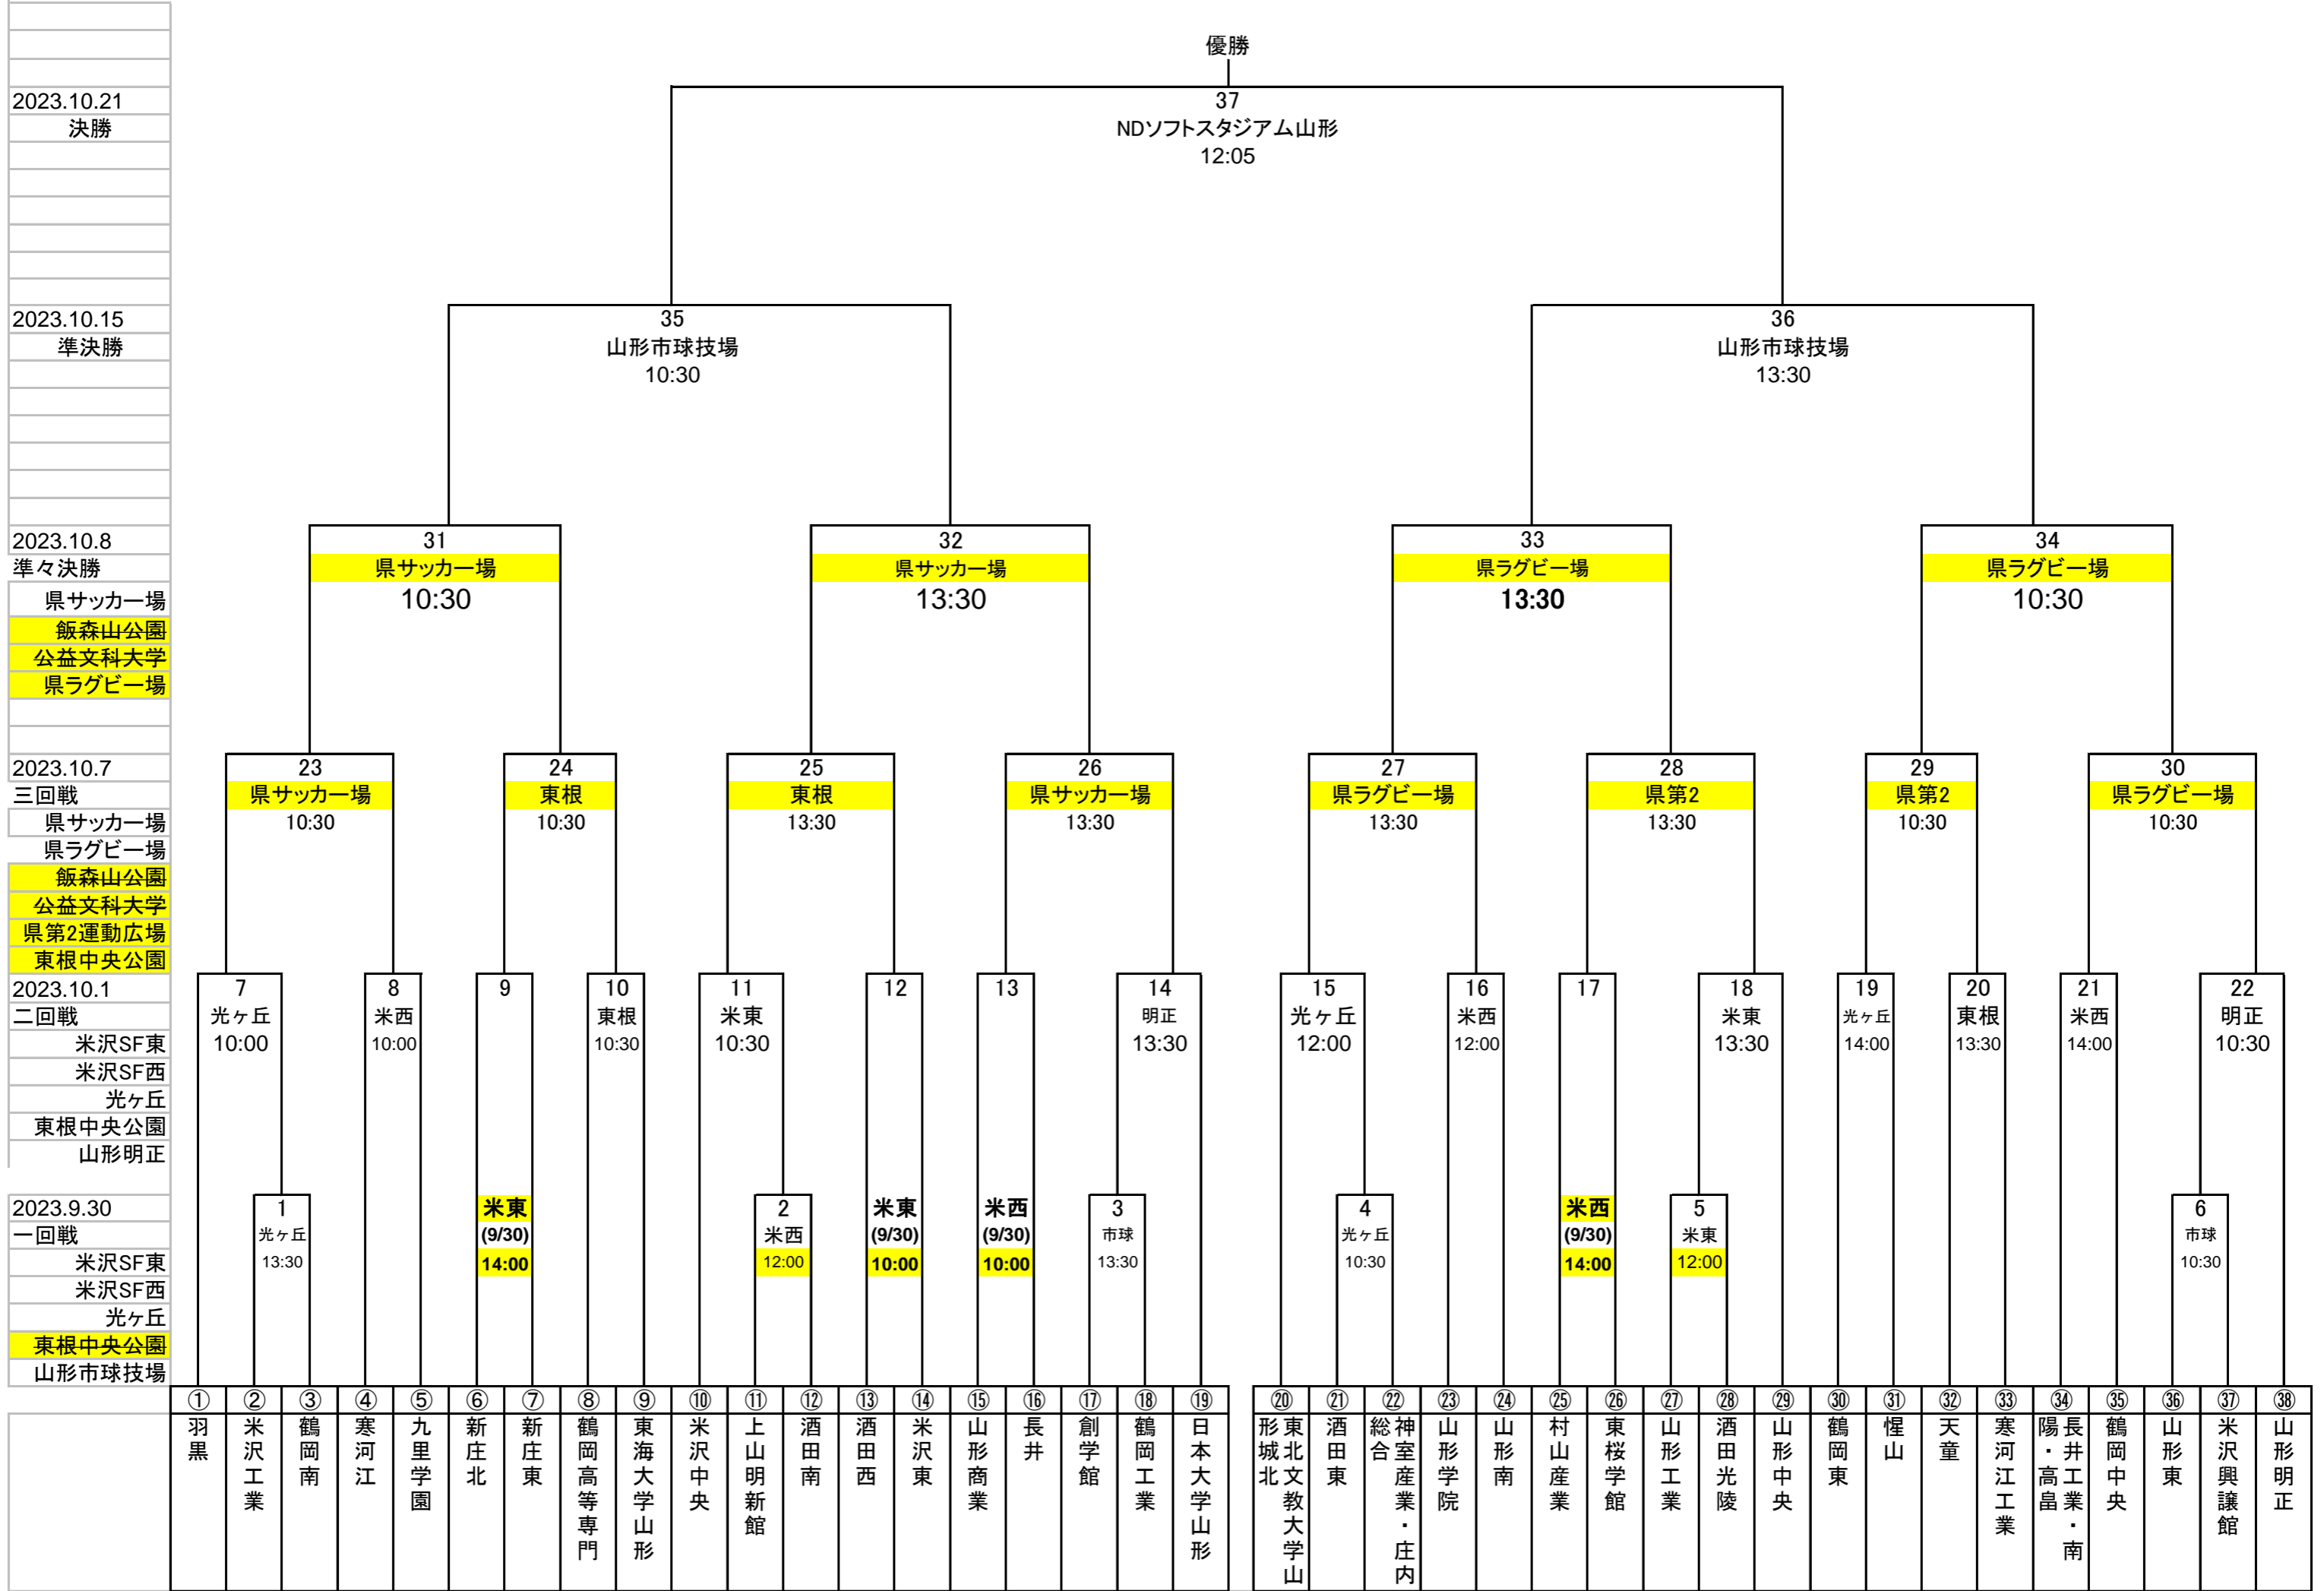 優勝
2023.10.21
決勝
37
NDソフトスタジアム山形
12:05
2023.10.15
準決勝
35
山形市球技場
10:30
36
山形市球技場
13:30
2023.10.8
準々決勝
県サッカー場
飯森山公園
公益文科大学
県ラグビー場
31
県サッカー場
10:30
32
県サッカー場
13:30
33
県ラグビー場
13:30
34
県ラグビー場
10:30
2023.10.7
三回戦
県サッカー場
県ラグビー場
飯森山公園
公益文科大学
県第2運動広場
東根中央公園
23
県サッカー場
10:30
24
東根
10:30
25
東根
13:30
26
県サッカー場
13:30
27
県ラグビー場
13:30
28
県第2
13:30
29
県第2
10:30
30
県ラグビー場
10:30
2023.10.1
二回戦
米沢SF東
米沢SF西
光ヶ丘
東根中央公園
山形明正
7
光ヶ丘
10:00
8
米西
10:00
9
10
東根
10:30
11
米東
10:30
12
13
14
明正
13:30
15
光ヶ丘
12:00
16
米西
12:00
17
18
米東
13:30
19
光ヶ丘
14:00
20
東根
13:30
21
米西
14:00
22
明正
10:30
2023.9.30
一回戦
米沢SF東
米沢SF西
光ヶ丘
東根中央公園
山形市球技場
1
光ヶ丘
13:30
米東
(9/30)
14:00
2
米西
12:00
米東
(9/30)
10:00
米西
(9/30)
10:00
3
市球
13:30
4
光ヶ丘
10:30
米西
(9/30)
14:00
5
米東
12:00
6
市球
10:30
①
羽黒
②
米沢工業
③
鶴岡南
④
寒河江
⑤
九里学園
⑥
新庄北
⑦
新庄東
⑧
鶴岡高等専門
⑨
東海大学山形
⑩
米沢中央
⑪
上山明新館
⑫
酒田南
⑬
酒田西
⑭
米沢東
⑮
山形商業
⑯
長井
⑰
創学館
⑱
鶴岡工業
⑲
日本大学山形
⑳
東北文教大学山
形城北
㉑
酒田東
㉒
神室産業・庄内
総合
㉓
山形学院
㉔
山形南
㉕
村山産業
㉖
東桜学館
㉗
山形工業
㉘
酒田光陵
㉙
山形中央
㉚
鶴岡東
㉛
惺山
㉜
天童
㉝
寒河江工業
㉞
長井工業・南
陽・高畠
㉟
鶴岡中央
㊱
山形東
㊲
米沢興譲館
㊳
山形明正